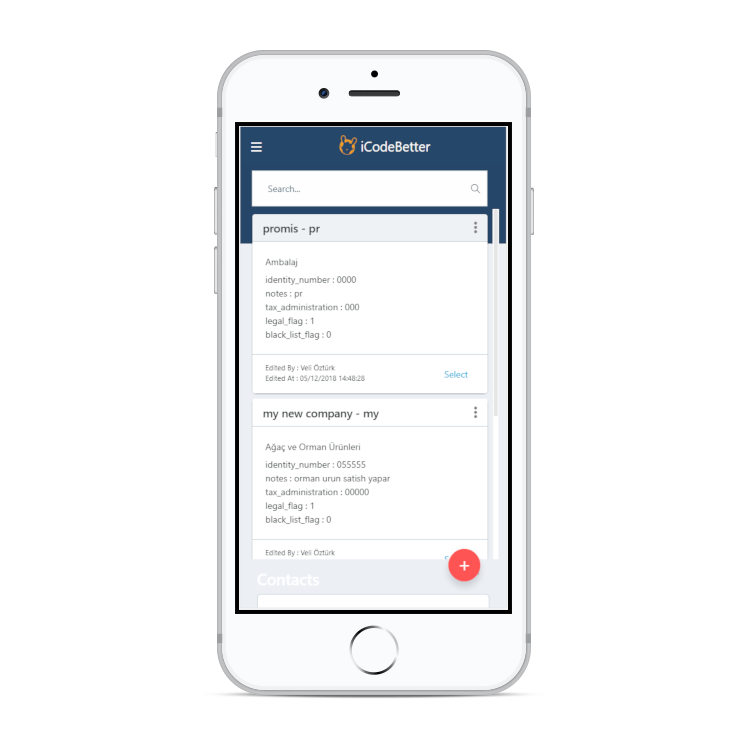 iCodeBetter
Search...
promis - pr
Ambalaj
identity_number : 0000
notes : pr
tax_administration : 000
legal_flag : 1
black_list_flag : 0
Edited By : Veli Öztürk
Edited At : 05/12/2018 14:48:28
Select
my new company - my
Ağaç ve Orman Ürünleri
identity_number : 055555
notes : orman urun satish yapar
tax_administration : 00000
legal_flag : 1
black_list_flag : 0
Edited By : Veli Öztürk
+
Contacts